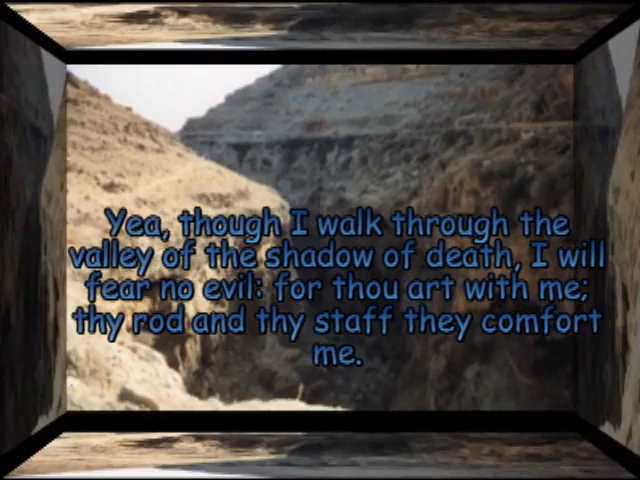 Yea, though I walk through the
valley of the shadow of death, I will
fear no evil: for thou art with me;
thy rod and thy staff they comfort
me.